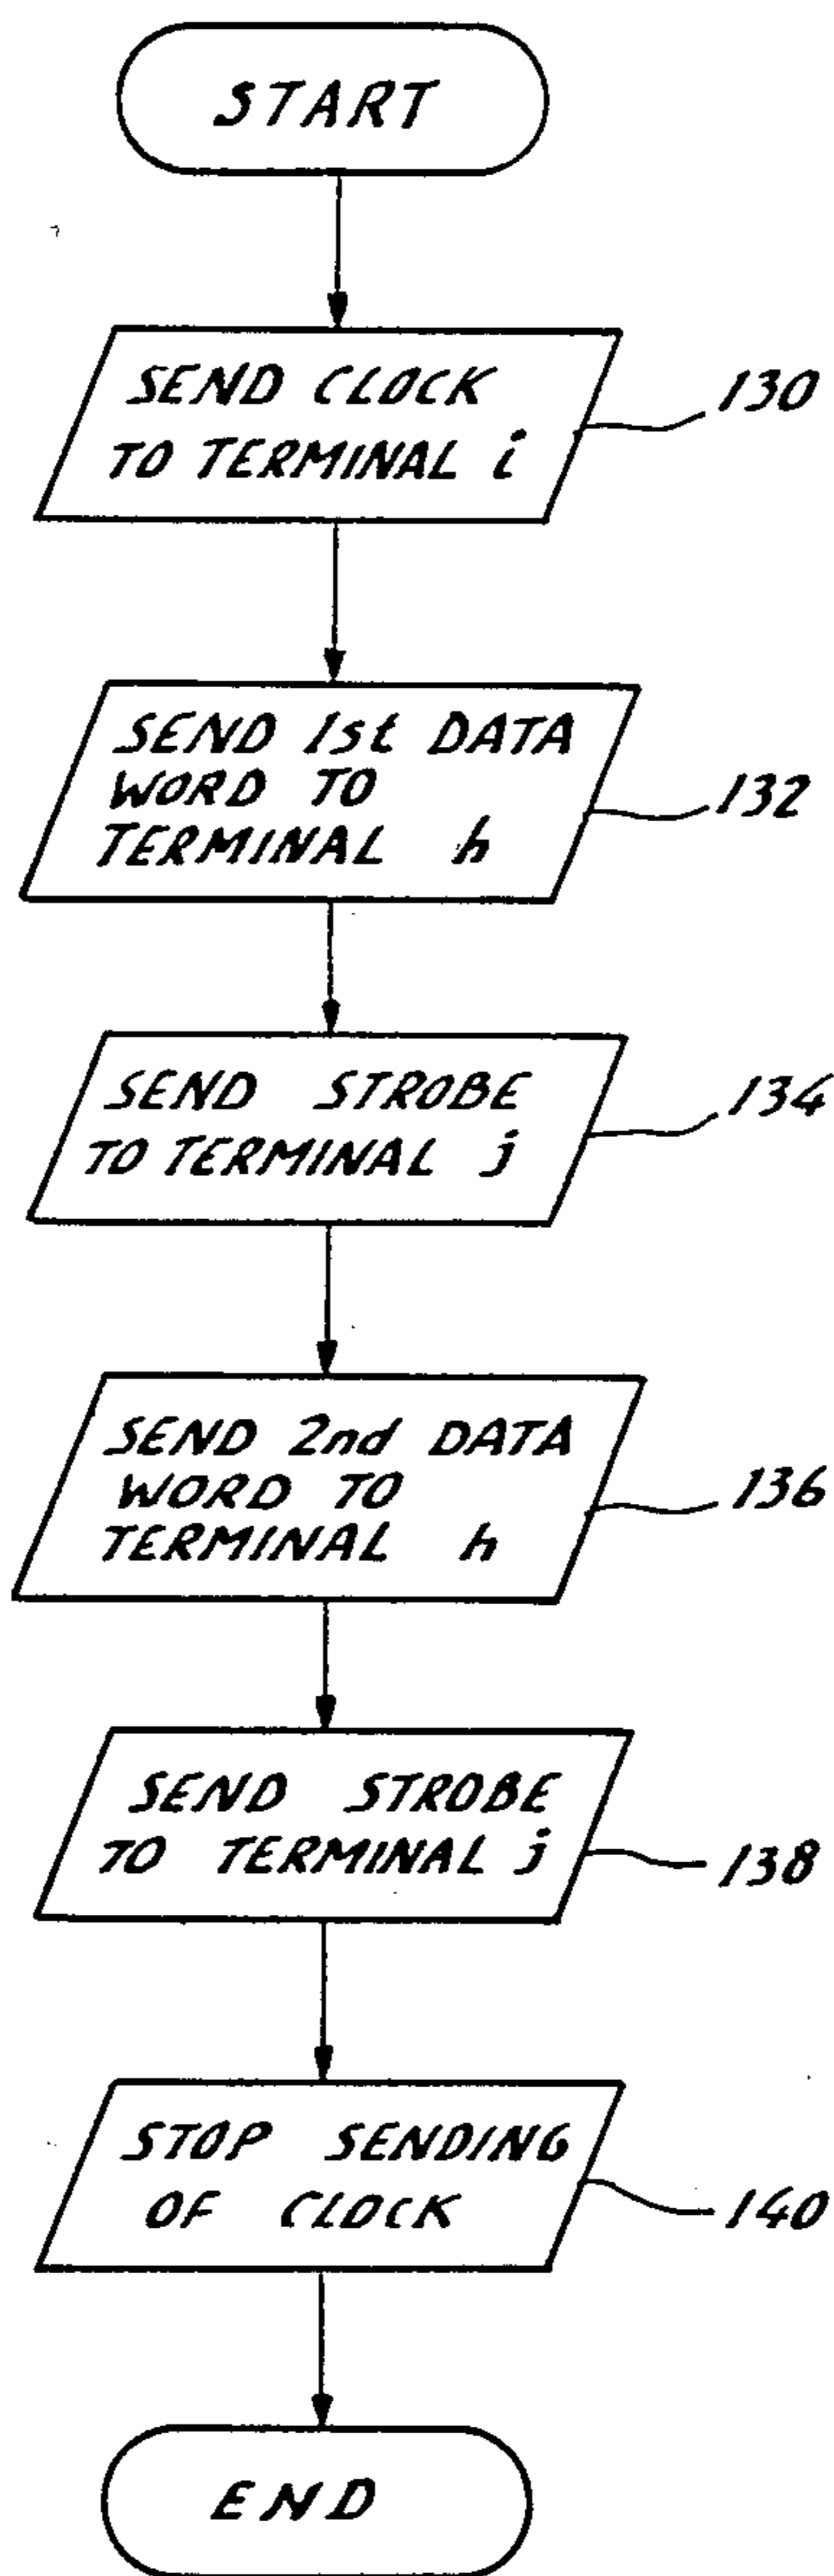 START
SEND CLOCK
TO TERMINAL i
130
SEND 1st DATA
WORD TO
TERMINAL h
132
SEND STROBE
TO TERMINAL j
134
SEND 2nd DATA
WORD TO
TERMINAL h
136
SEND STROBE
TO TERMINAL j
138
STOP SENDING
OF CLOCK
140
END